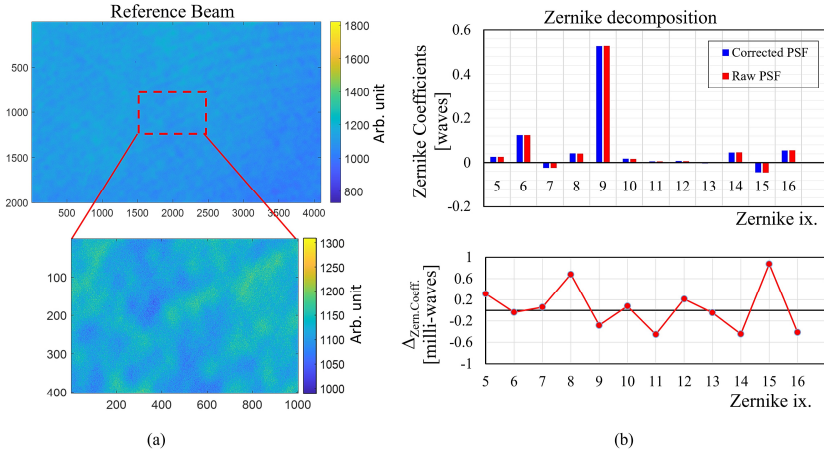 Reference Beam
500
1000
1500
2000
500 1000 1500 2000 2500 3000 3500 4000
1800
1600
1400
1200
1000
800
Arb. unit
100
200
300
400
200 400 600 800 1000
1300
1250
1200
1150
1100
1050
1000
Arb. unit
(a)
Zernike decomposition
0.6
0.4
0.2
0
-0.2
Zernike Coefficients
[waves]
Corrected PSF
Raw PSF
5 6 7 8 9 10 11 12 13 14 15 16
Zernike ix.
1
0.6
0.2
-0.2
-0.6
-1
Δ Zern.Coeff.
[milli-waves]
5 6 7 8 9 10 11 12 13 14 15 16
Zernike ix.
(b)